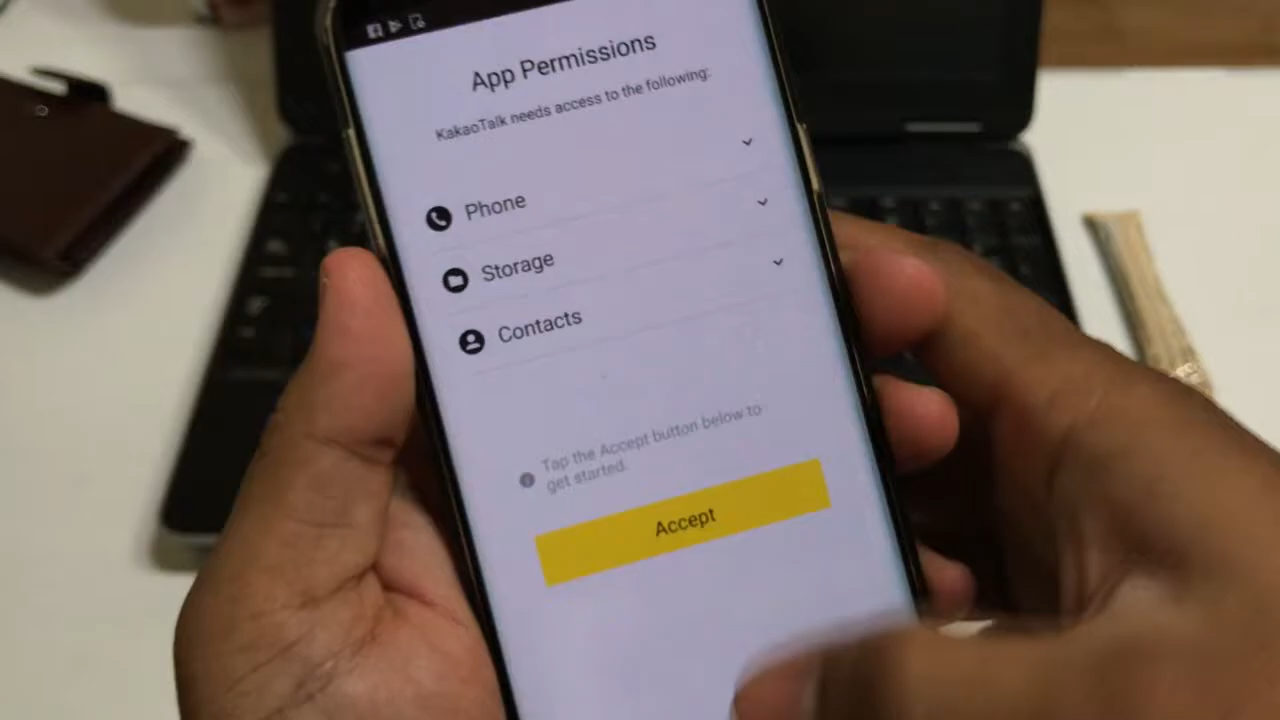 App Permissions
KakaoTalk needs access to the following:
Phone
Storage
Contacts
Tap the Accept button below to
get started.
Accept